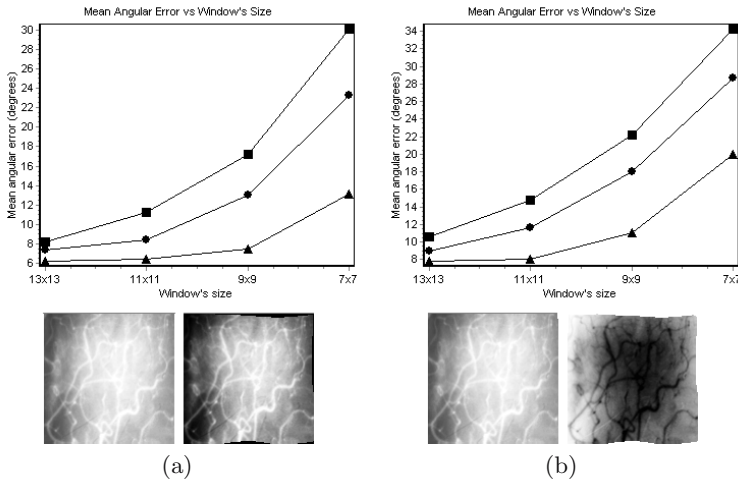 Mean Angular Error vs Window's Size
Mean angular error (degrees)
30
28
26
24
22
20
18
16
14
12
10
8
6
13x13 11x11 9x9 7x7
Window's size
(a)
Mean Angular Error vs Window's Size
Mean angular error (degrees)
34
32
30
28
26
24
22
20
18
16
14
12
10
8
13x13 11x11 9x9 7x7
Window's size
(b)